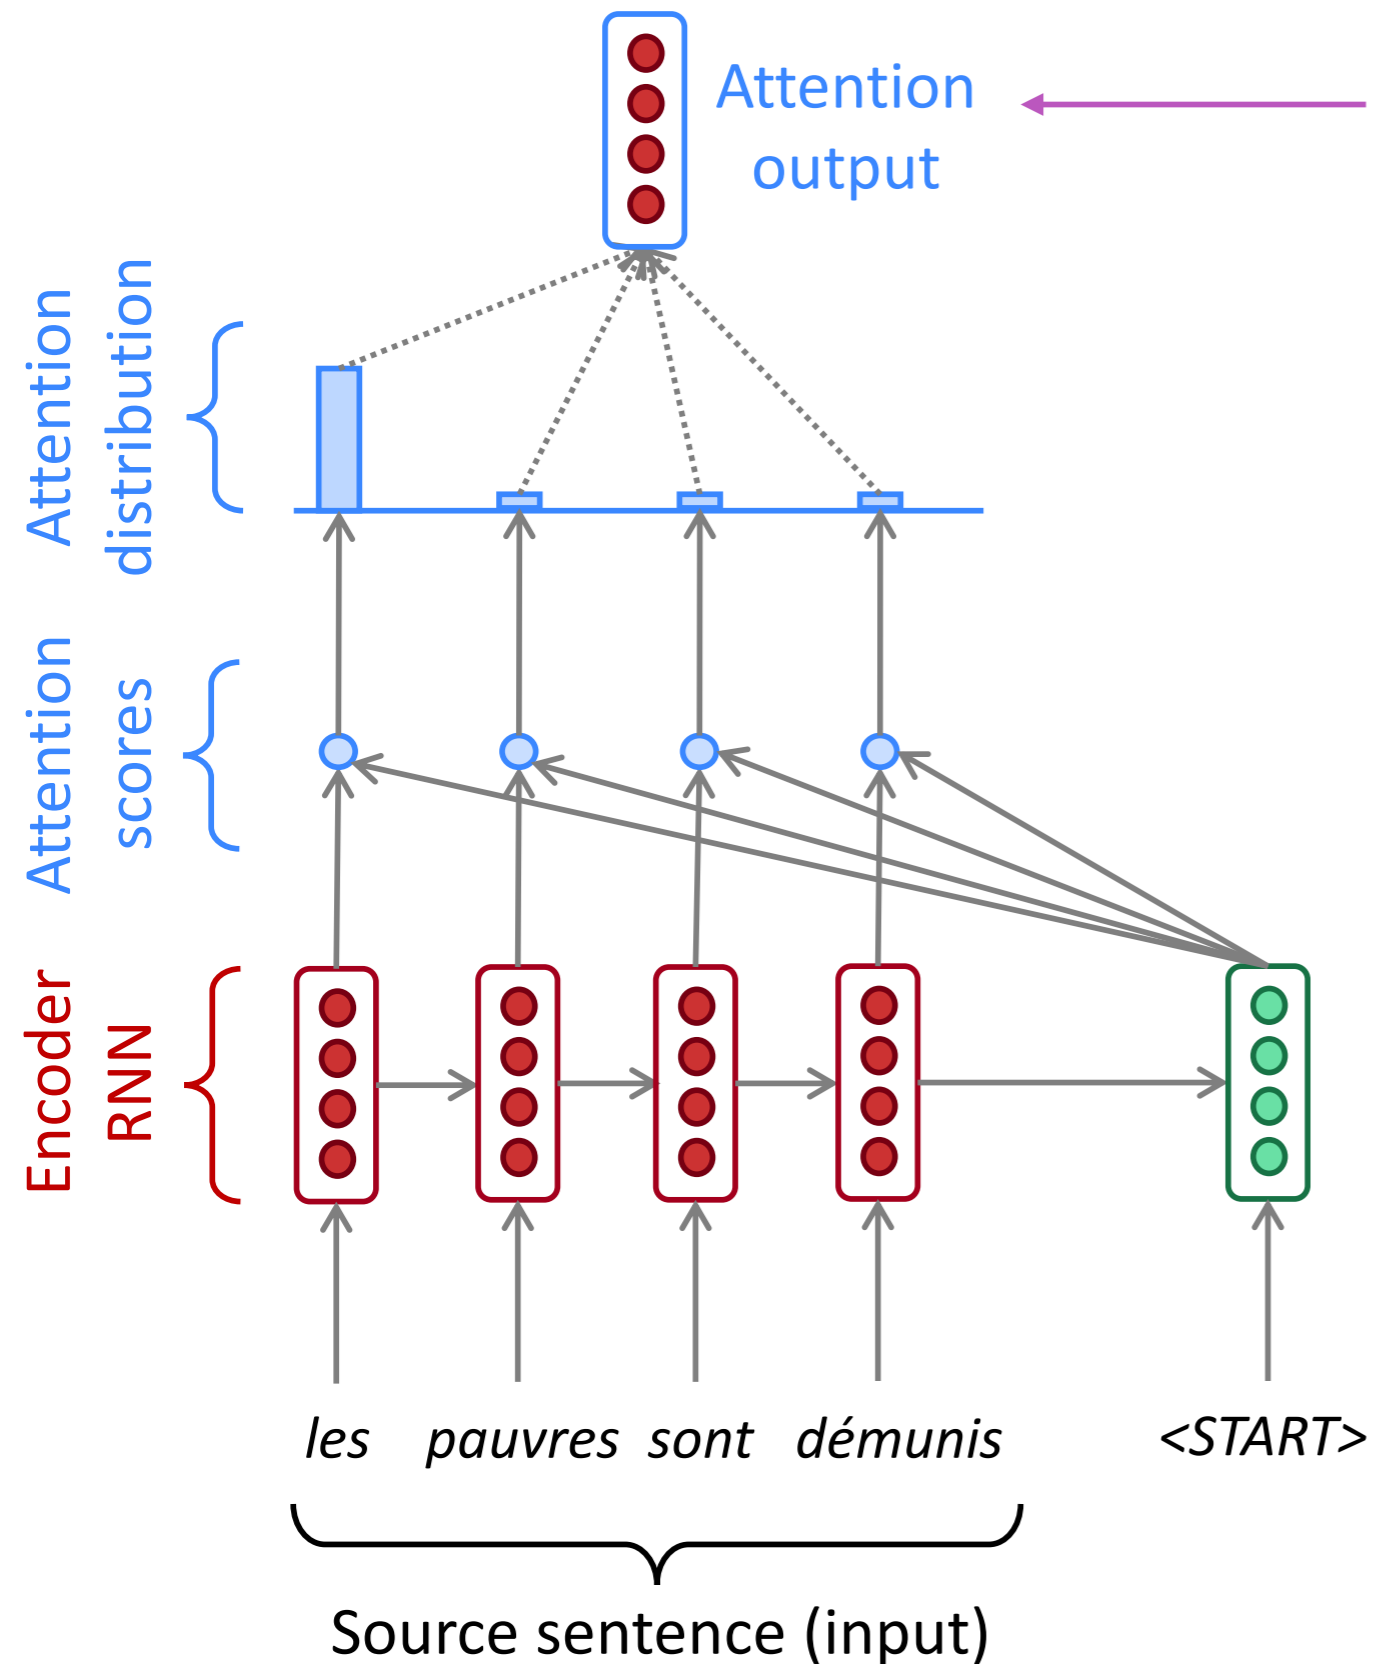 Attention
output
Attention
distribution
Attention
scores
Encoder
RNN
les pauvres sont démunis <START>
Source sentence (input)